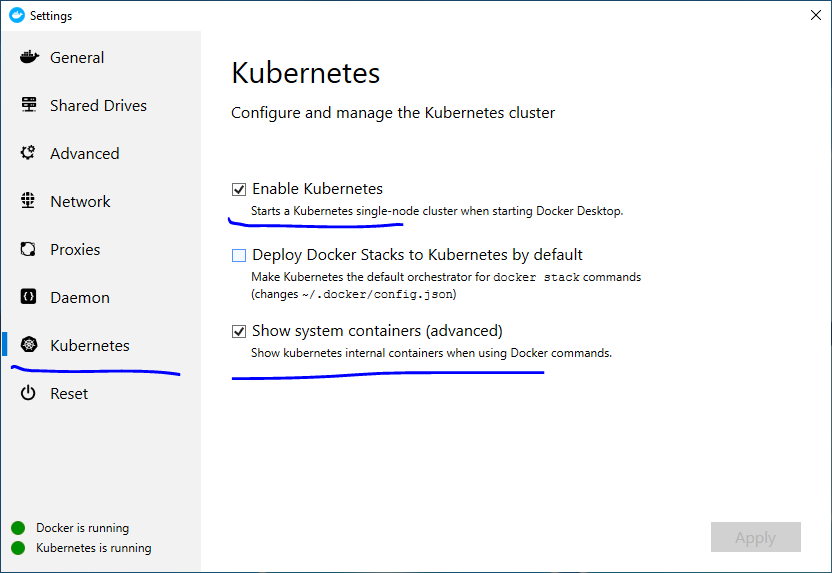 Settings
General
Shared Drives
Advanced
Network
Proxies
Daemon
Kubernetes
Reset
Docker is running
Kubernetes is running
Kubernetes
Configure and manage the Kubernetes cluster
Enable Kubernetes
Starts a Kubernetes single-node cluster when starting Docker Desktop.
Deploy Docker Stacks to Kubernetes by default
Make Kubernetes the default orchestrator for docker stack commands
(changes ~/.docker/config.json)
Show system containers (advanced)
Show kubernetes internal containers when using Docker commands.
Apply